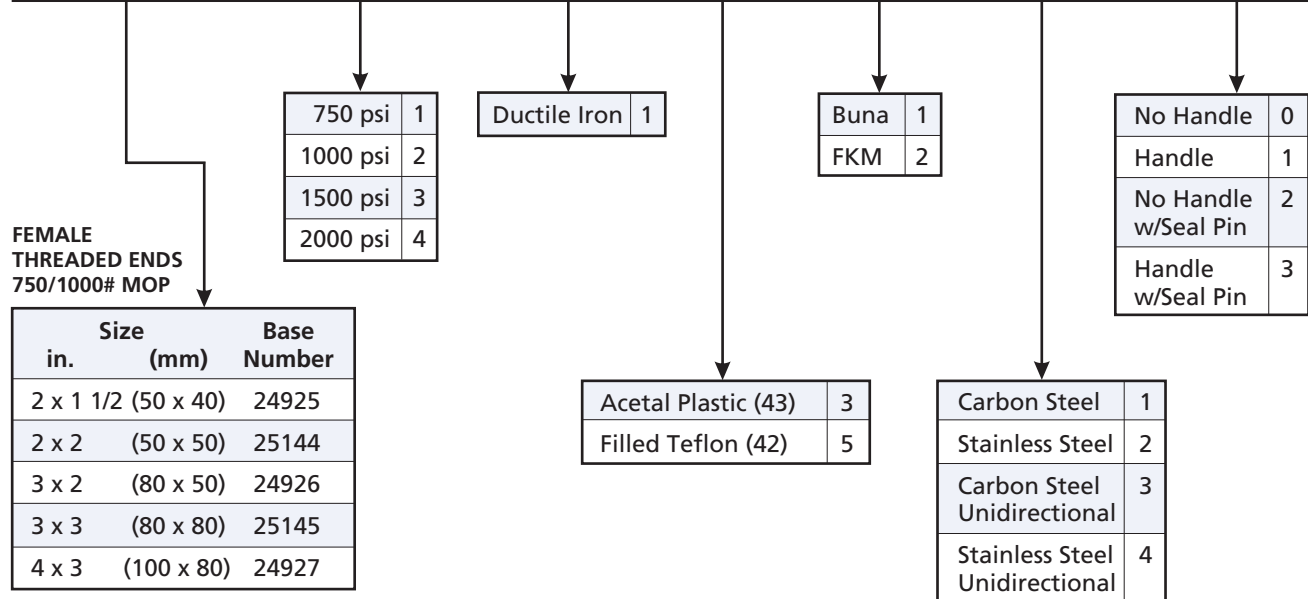 750 psi 1
1000 psi 2
1500 psi 3
2000 psi 4
Ductile Iron 1
Buna 1
FKM 2
No Handle 0
Handle 1
No Handle 2
w/Seal Pin
Handle 3
w/Seal Pin
FEMALE
THREADED ENDS
750/1000# MOP
Size Base
in. (mm) Number
2 x 1 1/2 (50 x 40) 24925
2 x 2 (50 x 50) 25144
3 x 2 (80 x 50) 24926
3 x 3 (80 x 80) 25145
4 x 3 (100 x 80) 24927
Acetal Plastic (43) 3
Filled Teflon (42) 5
Carbon Steel 1
Stainless Steel 2
Carbon Steel 3
Unidirectional
Stainless Steel 4
Unidirectional